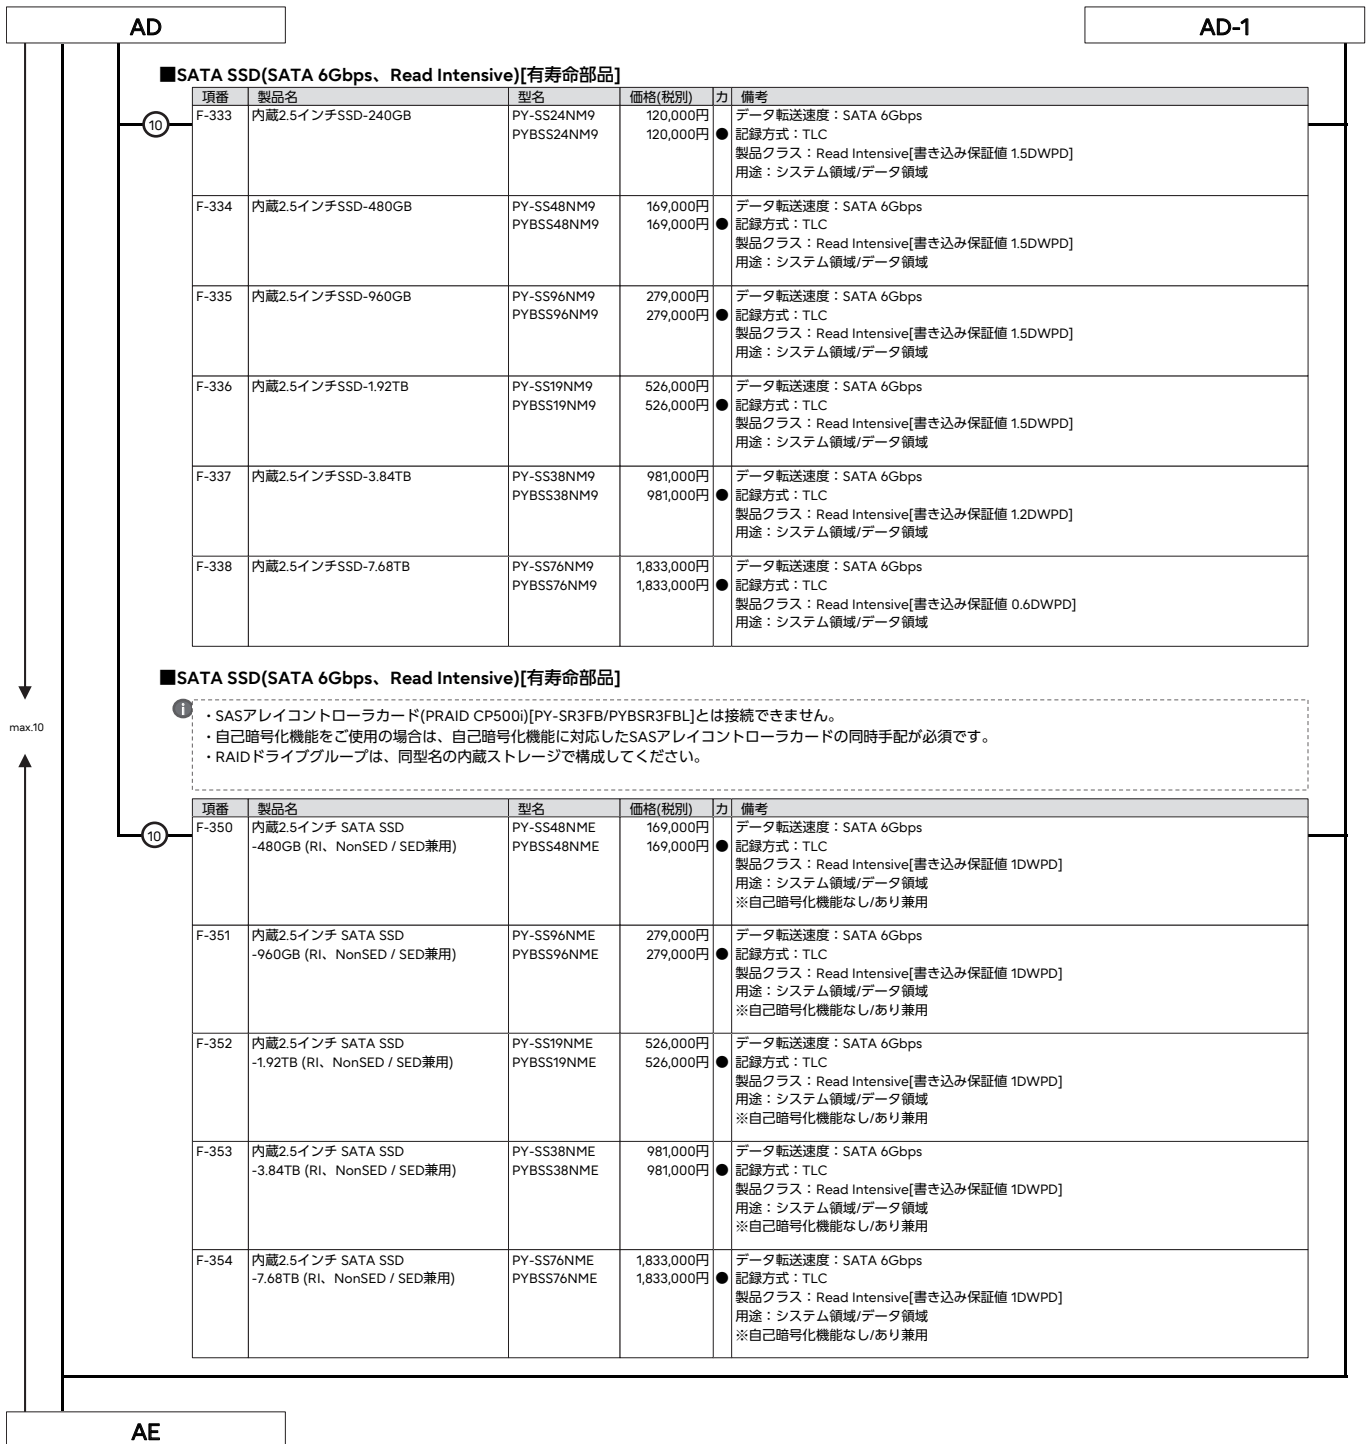 AD
AD-1
■SATA SSD(SATA 6Gbps、Read Intensive)[有寿命部品]
項番 製品名 型名 価格(税別) カ 備考
F-333 内蔵2.5インチSSD-240GB PY-SS24NM9 120,000円 データ転送速度：SATA 6Gbps
PYBSS24NM9 120,000円 ● 記録方式：TLC
製品クラス：Read Intensive[書き込み保証値 1.5DWPD]
用途：システム領域/データ領域
F-334 内蔵2.5インチSSD-480GB PY-SS48NM9 169,000円 データ転送速度：SATA 6Gbps
PYBSS48NM9 169,000円 ● 記録方式：TLC
製品クラス：Read Intensive[書き込み保証値 1.5DWPD]
用途：システム領域/データ領域
F-335 内蔵2.5インチSSD-960GB PY-SS96NM9 279,000円 データ転送速度：SATA 6Gbps
PYBSS96NM9 279,000円 ● 記録方式：TLC
製品クラス：Read Intensive[書き込み保証値 1.5DWPD]
用途：システム領域/データ領域
F-336 内蔵2.5インチSSD-1.92TB PY-SS19NM9 526,000円 データ転送速度：SATA 6Gbps
PYBSS19NM9 526,000円 ● 記録方式：TLC
製品クラス：Read Intensive[書き込み保証値 1.5DWPD]
用途：システム領域/データ領域
F-337 内蔵2.5インチSSD-3.84TB PY-SS38NM9 981,000円 データ転送速度：SATA 6Gbps
PYBSS38NM9 981,000円 ● 記録方式：TLC
製品クラス：Read Intensive[書き込み保証値 1.2DWPD]
用途：システム領域/データ領域
F-338 内蔵2.5インチSSD-7.68TB PY-SS76NM9 1,833,000円 データ転送速度：SATA 6Gbps
PYBSS76NM9 1,833,000円 ● 記録方式：TLC
製品クラス：Read Intensive[書き込み保証値 0.6DWPD]
用途：システム領域/データ領域
10
■SATA SSD(SATA 6Gbps、Read Intensive)[有寿命部品]
max.10
・SASアレイコントローラカード(PRAID CP500i)[PY-SR3FB/PYBSR3FBL]とは接続できません。
・自己暗号化機能をご使用の場合は、自己暗号化機能に対応したSASアレイコントローラカードの同時手配が必須です。
・RAIDドライブグループは、同型名の内蔵ストレージで構成してください。
項番 製品名 型名 価格(税別) カ 備考
10
F-350 内蔵2.5インチ SATA SSD PY-SS48NME 169,000円 データ転送速度：SATA 6Gbps
-480GB (RI、NonSED / SED兼用) PYBSS48NME 169,000円 ● 記録方式：TLC
製品クラス：Read Intensive[書き込み保証値 1DWPD]
用途：システム領域/データ領域
※自己暗号化機能なし/あり兼用
F-351 内蔵2.5インチ SATA SSD PY-SS96NME 279,000円 データ転送速度：SATA 6Gbps
-960GB (RI、NonSED / SED兼用) PYBSS96NME 279,000円 ● 記録方式：TLC
製品クラス：Read Intensive[書き込み保証値 1DWPD]
用途：システム領域/データ領域
※自己暗号化機能なし/あり兼用
F-352 内蔵2.5インチ SATA SSD PY-SS19NME 526,000円 データ転送速度：SATA 6Gbps
-1.92TB (RI、NonSED / SED兼用) PYBSS19NME 526,000円 ● 記録方式：TLC
製品クラス：Read Intensive[書き込み保証値 1DWPD]
用途：システム領域/データ領域
※自己暗号化機能なし/あり兼用
F-353 内蔵2.5インチ SATA SSD PY-SS38NME 981,000円 データ転送速度：SATA 6Gbps
-3.84TB (RI、NonSED / SED兼用) PYBSS38NME 981,000円 ● 記録方式：TLC
製品クラス：Read Intensive[書き込み保証値 1DWPD]
用途：システム領域/データ領域
※自己暗号化機能なし/あり兼用
F-354 内蔵2.5インチ SATA SSD PY-SS76NME 1,833,000円 データ転送速度：SATA 6Gbps
-7.68TB (RI、NonSED / SED兼用) PYBSS76NME 1,833,000円 ● 記録方式：TLC
製品クラス：Read Intensive[書き込み保証値 1DWPD]
用途：システム領域/データ領域
※自己暗号化機能なし/あり兼用
AE